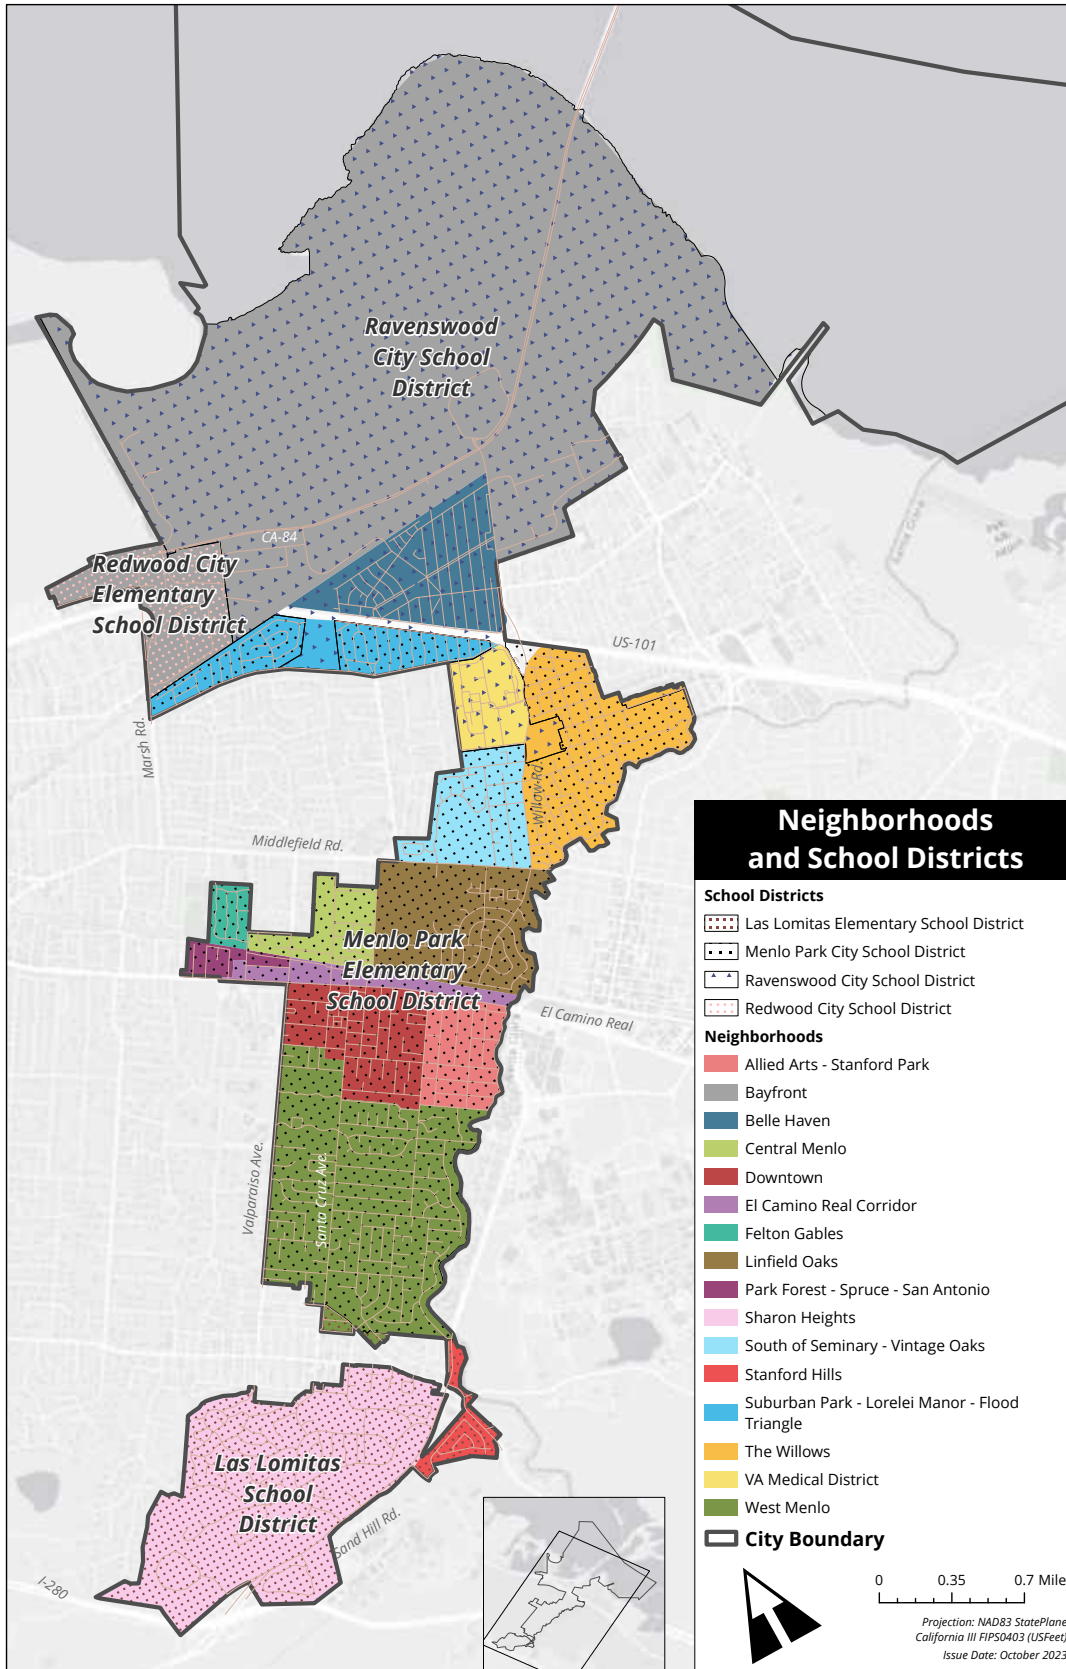 Ravenswood
City School
District
CA-84
Redwood City
Elementary
School District
US-101
Marsh Rd.
Willow Rd.
Middlefield Rd.
Menlo Park
Elementary
School District
El Camino Real
Valparaiso Ave.
Santa Cruz Ave.
Las Lomitas
School
District
Sand Hill Rd.
I-280
Neighborhoods
and School Districts
School Districts
Las Lomitas Elementary School District
Menlo Park City School District
Ravenswood City School District
Redwood City School District
Neighborhoods
Allied Arts - Stanford Park
Bayfront
Belle Haven
Central Menlo
Downtown
El Camino Real Corridor
Felton Gables
Linfield Oaks
Park Forest - Spruce - San Antonio
Sharon Heights
South of Seminary - Vintage Oaks
Stanford Hills
Suburban Park - Lorelei Manor - Flood
Triangle
The Willows
VA Medical District
West Menlo
City Boundary
0 0.35 0.7 Mile
Projection: NAD83 StatePlane
California III FIPS0403 (USFeet)
Issue Date: October 2023